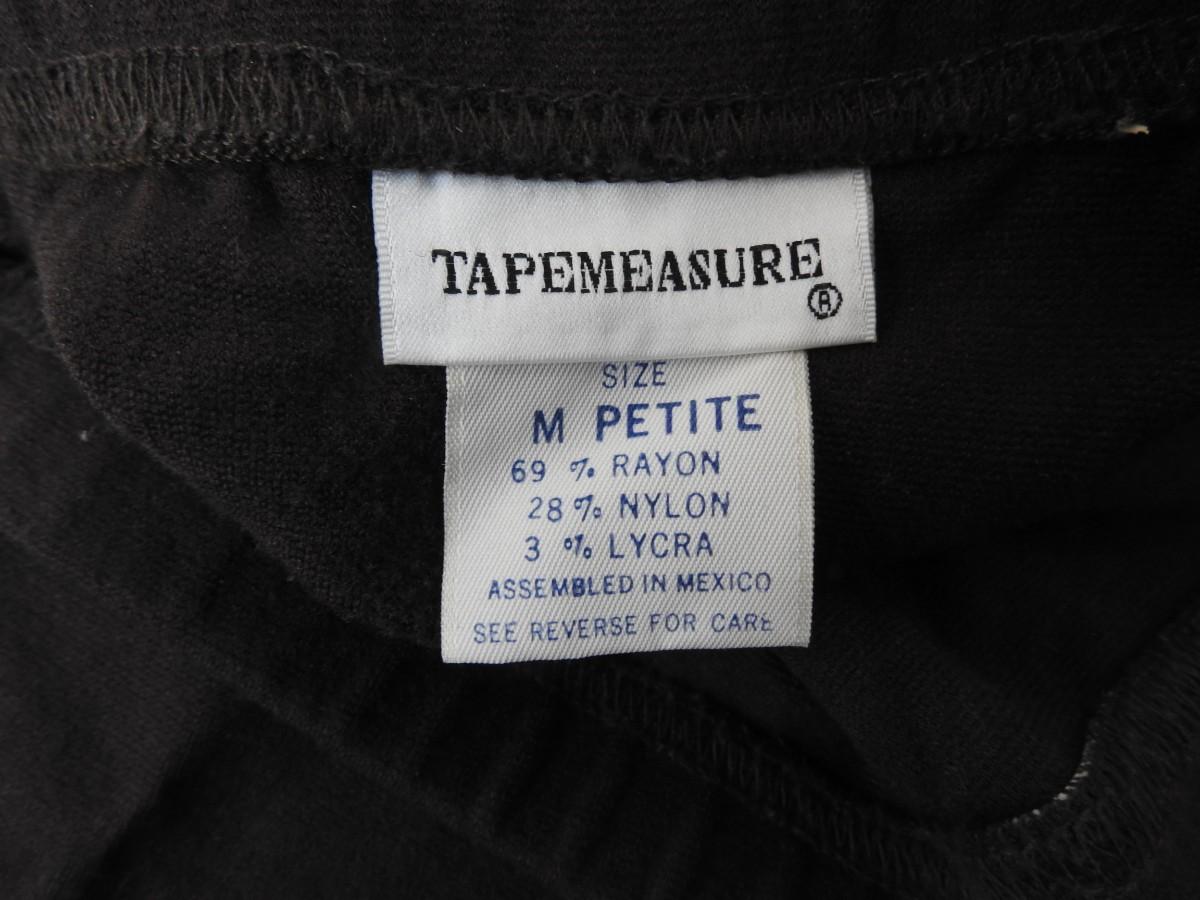 TAPEMEASURE
®
SIZE
M PETITE
69 % RAYON
28 % NYLON
3 % LYCRA
ASSEMBLED IN MEXICO
SEE REVERSE FOR CARE